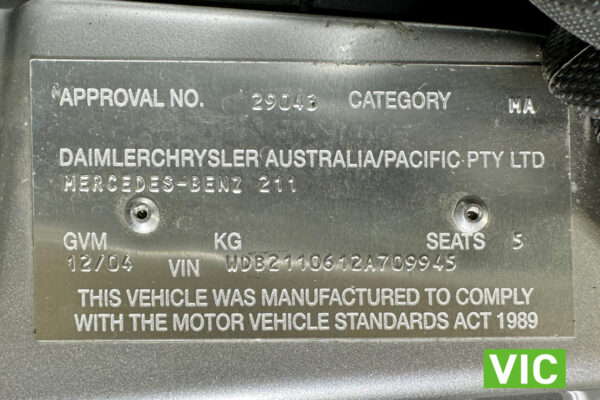 APPROVAL NO. 29043 CATEGORY MA
DAIMLERCHRYSLER AUSTRALIA/PACIFIC PTY LTD
MERCEDES-BENZ 211
GVM KG SEATS 5
12/04 VIN WDB2110612A709945
THIS VEHICLE WAS MANUFACTURED TO COMPLY
WITH THE MOTOR VEHICLE STANDARDS ACT 1989
VIC